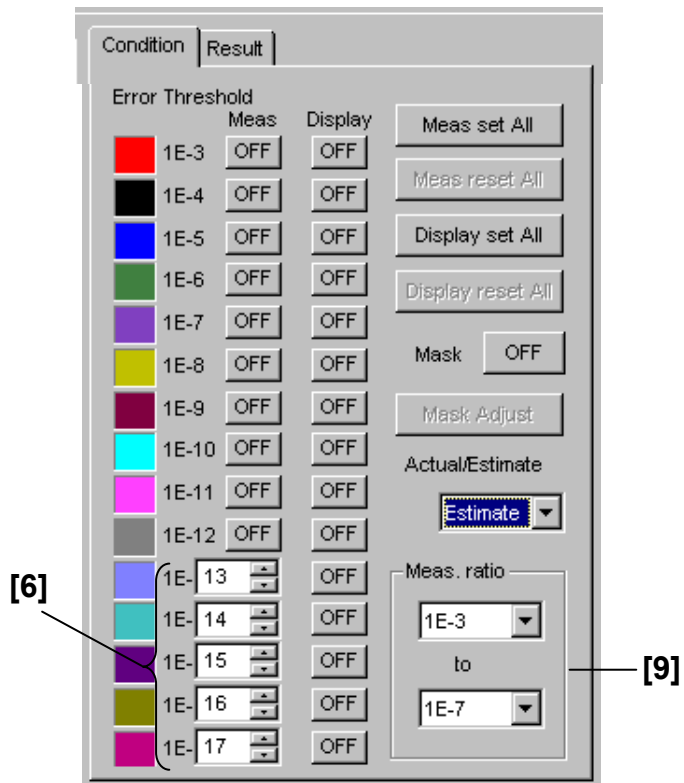 Condition Result
Error Threshold
Meas Display
1E-3 OFF OFF
1E-4 OFF OFF
1E-5 OFF OFF
1E-6 OFF OFF
1E-7 OFF OFF
1E-8 OFF OFF
1E-9 OFF OFF
1E-10 OFF OFF
1E-11 OFF OFF
1E-12 OFF OFF
1E- 13 OFF
1E- 14 OFF
1E- 15 OFF
1E- 16 OFF
1E- 17 OFF
[6]
Meas set All
Meas reset All
Display set All
Display reset All
Mask OFF
Mask Adjust
Actual/Estimate
Estimate
Meas. ratio
1E-3
to
1E-7
[9]